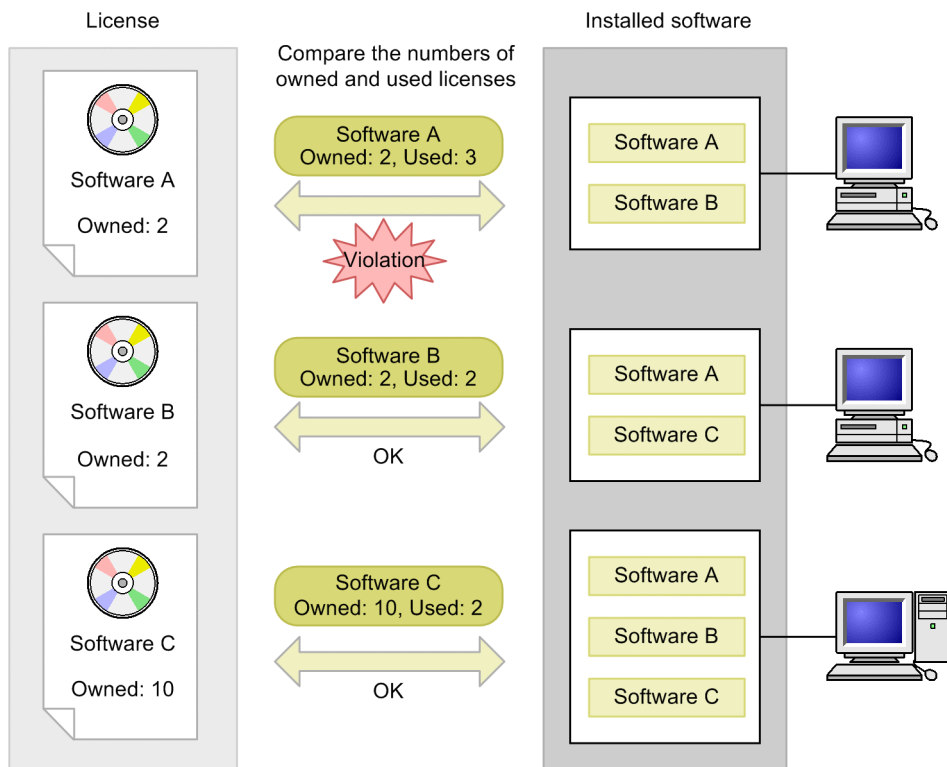 License
Installed software
Compare the numbers of
owned and used licenses
Software A
Owned: 2
Software A
Owned: 2, Used: 3
Violation
Software A
Software B
Software B
Owned: 2
Software B
Owned: 2, Used: 2
OK
Software A
Software C
Software C
Owned: 10
Software C
Owned: 10, Used: 2
OK
Software A
Software B
Software C